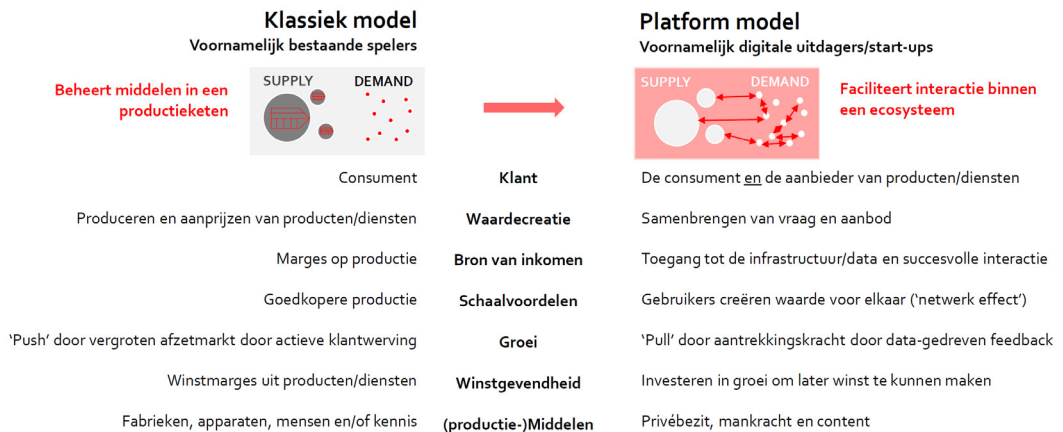 Klassiek model
Voornamelijk bestaande spelers
Platform model
Voornamelijk digitale uitdagers/start-ups
Beheert middelen in een
productieketen
SUPPLY DEMAND
SUPPLY DEMAND
Faciliteert interactie binnen
een ecosysteem
Consument Klant De consument en de aanbieder van producten/diensten
Produceren en aanprijzen van producten/diensten Waardecreatie Samenbrengen van vraag en aanbod
Marges op productie Bron van inkomen Toegang tot de infrastructuur/data en succesvolle interactie
Goedkopere productie Schaalvoordelen Gebruikers creëren waarde voor elkaar (‘netwerk effect’)
‘Push’ door vergroten afzetmarkt door actieve klantwerving Groei ‘Pull’ door aantrekkingskracht door data-gedreven feedback
Winstmarges uit producten/diensten Winstgevendheid Investeren in groei om later winst te kunnen maken
Fabrieken, apparaten, mensen en/of kennis (productie-)Middelen Privébezit, mankracht en content